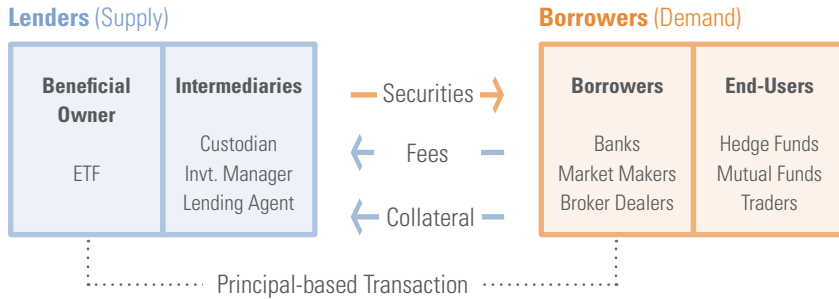 Lenders (Supply)
Beneficial
Owner
ETF
Intermediaries
Custodian
Invt. Manager
Lending Agent
Securities
Fees
Collateral
Borrowers (Demand)
Borrowers
Banks
Market Makers
Broker Dealers
End-Users
Hedge Funds
Mutual Funds
Traders
Principal-based Transaction